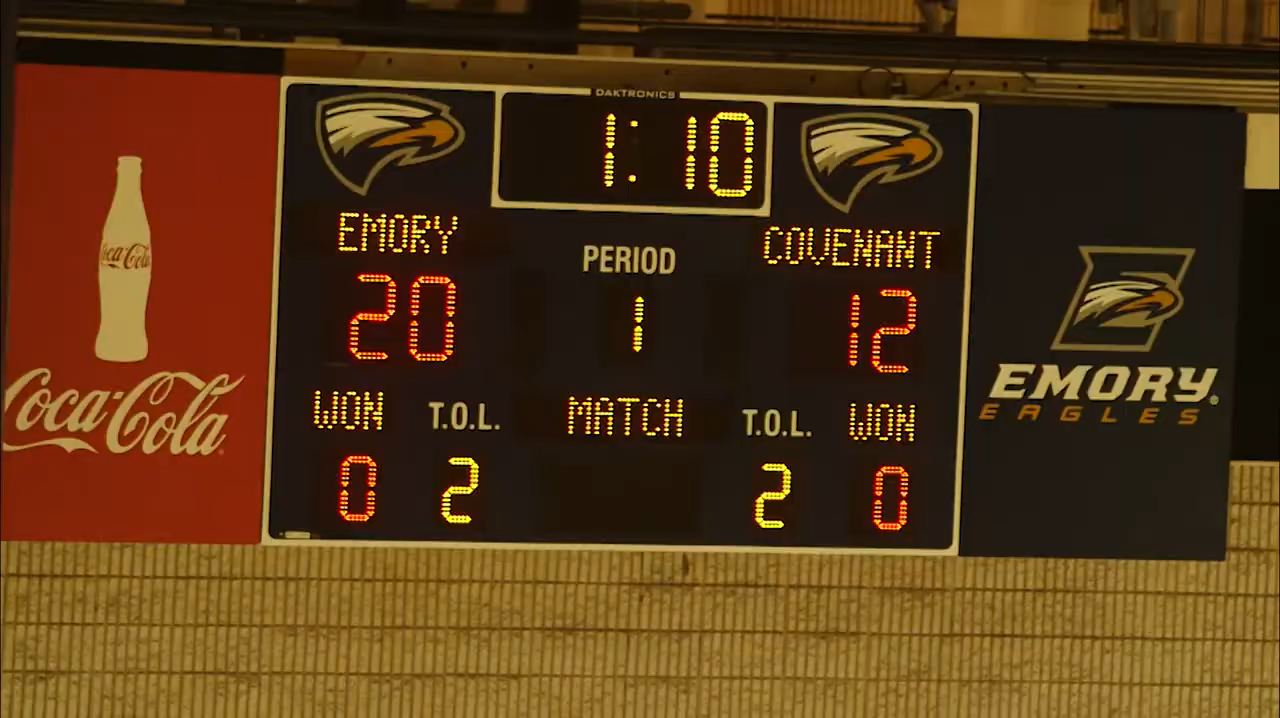 DAKTRONICS
1:10
EMORY
PERIOD
COVENANT
20
1
12
WON
T.O.L.
MATCH
T.O.L.
WON
0
2
2
0
Coca-Cola
Coca-Cola
EMORY®
EAGLES